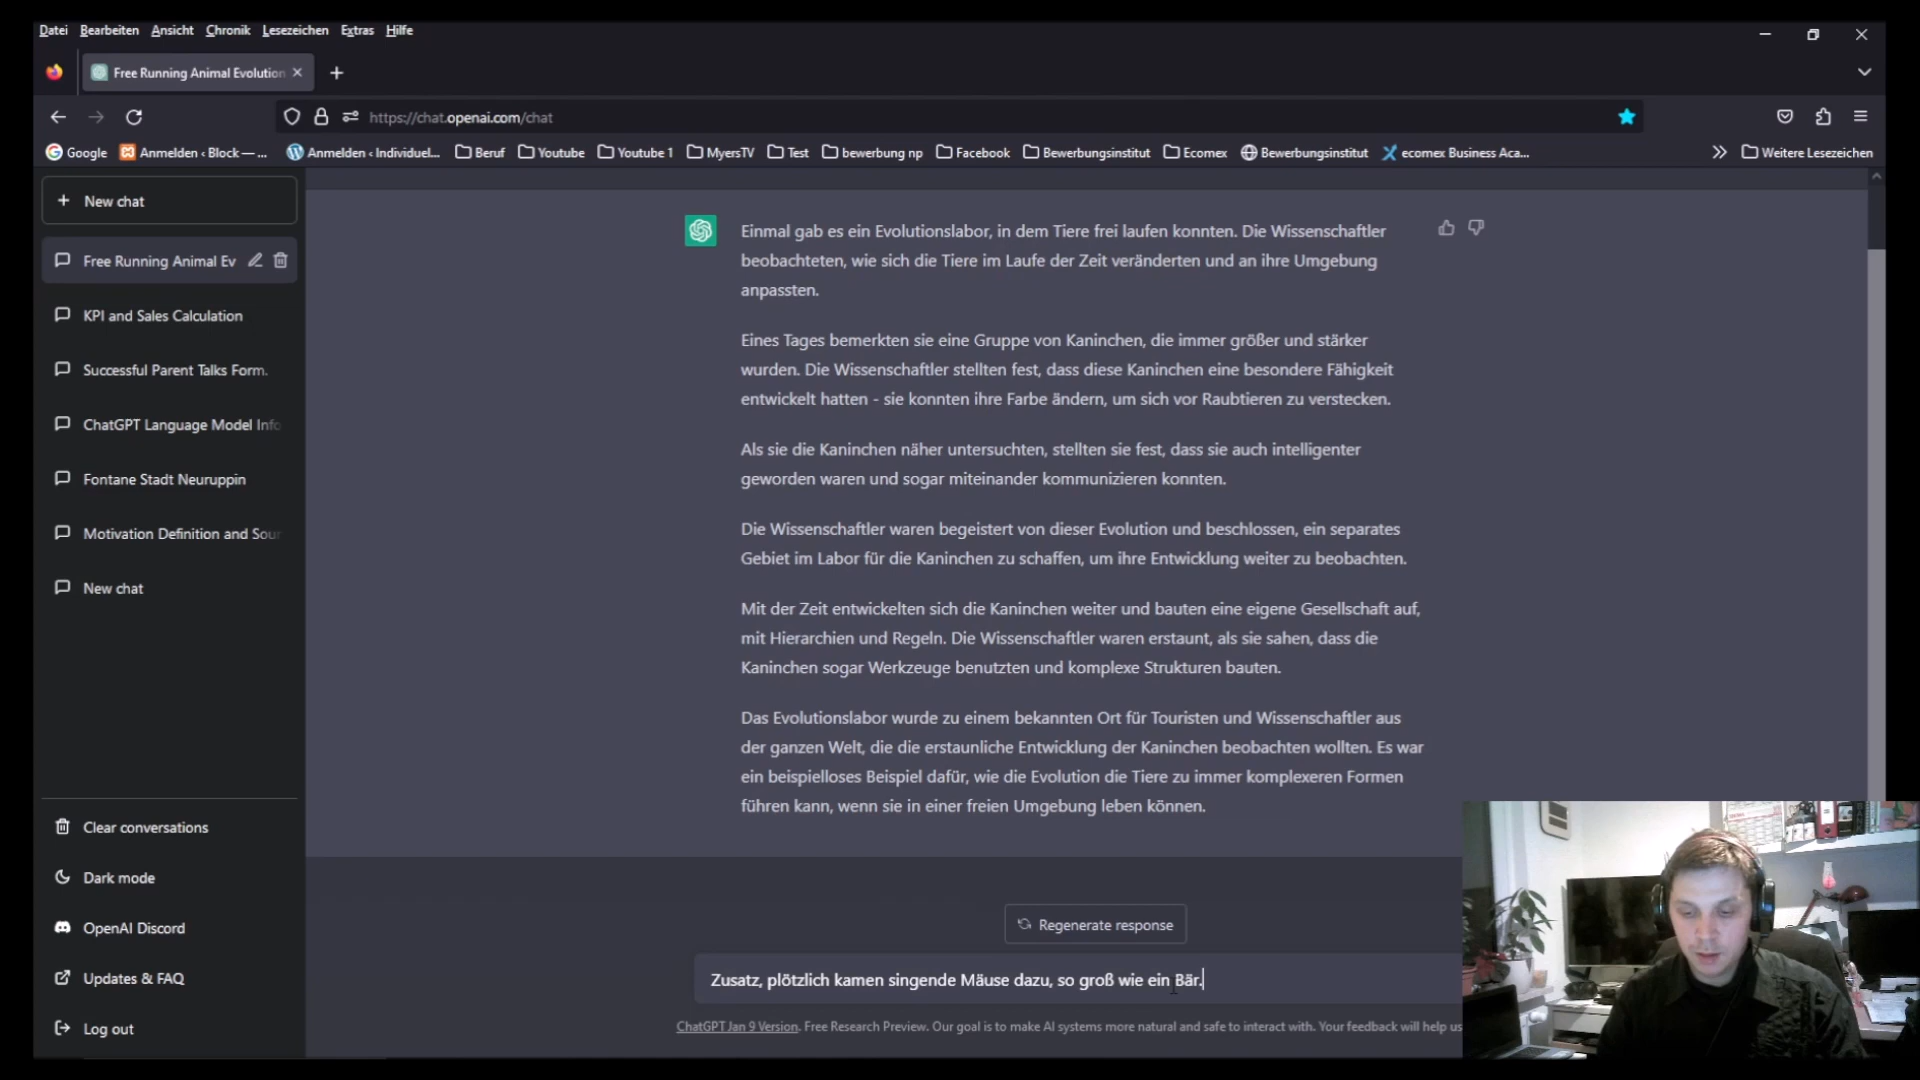 Datei Bearbeiten Ansicht Chronik Lesezeichen Extras Hilfe
Free Running Animal Evolution
https://chat.openai.com/chat
Google Anmelden ‹ Block — ... Anmelden ‹ Individuel... Beruf Youtube Youtube 1 MyersTV Test bewerbung np Facebook Bewerbungsinstitut Ecomex Bewerbungsinstitut ecomex Business Aca... Weitere Lesezeichen
New chat
Free Running Animal Ev
KPI and Sales Calculation
Successful Parent Talks Form.
ChatGPT Language Model Info
Fontane Stadt Neuruppin
Motivation Definition and Sour
New chat
Clear conversations
Dark mode
OpenAI Discord
Updates & FAQ
Log out
Einmal gab es ein Evolutionslabor, in dem Tiere frei laufen konnten. Die Wissenschaftler
beobachteten, wie sich die Tiere im Laufe der Zeit veränderten und an ihre Umgebung
anpassten.
Eines Tages bemerkten sie eine Gruppe von Kaninchen, die immer größer und stärker
wurden. Die Wissenschaftler stellten fest, dass diese Kaninchen eine besondere Fähigkeit
entwickelt hatten - sie konnten ihre Farbe ändern, um sich vor Raubtieren zu verstecken.
Als sie die Kaninchen näher untersuchten, stellten sie fest, dass sie auch intelligenter
geworden waren und sogar miteinander kommunizieren konnten.
Die Wissenschaftler waren begeistert von dieser Evolution und beschlossen, ein separates
Gebiet im Labor für die Kaninchen zu schaffen, um ihre Entwicklung weiter zu beobachten.
Mit der Zeit entwickelten sich die Kaninchen weiter und bauten eine eigene Gesellschaft auf,
mit Hierarchien und Regeln. Die Wissenschaftler waren erstaunt, als sie sahen, dass die
Kaninchen sogar Werkzeuge benutzten und komplexe Strukturen bauten.
Das Evolutionslabor wurde zu einem bekannten Ort für Touristen und Wissenschaftler aus
der ganzen Welt, die die erstaunliche Entwicklung der Kaninchen beobachten wollten. Es war
ein beispielloses Beispiel dafür, wie die Evolution die Tiere zu immer komplexeren Formen
führen kann, wenn sie in einer freien Umgebung leben können.
Regenerate response
Zusatz, plötzlich kamen singende Mäuse dazu, so groß wie ein Bär.
ChatGPT Jan 9 Version. Free Research Preview. Our goal is to make AI systems more natural and safe to interact with. Your feedback will help us